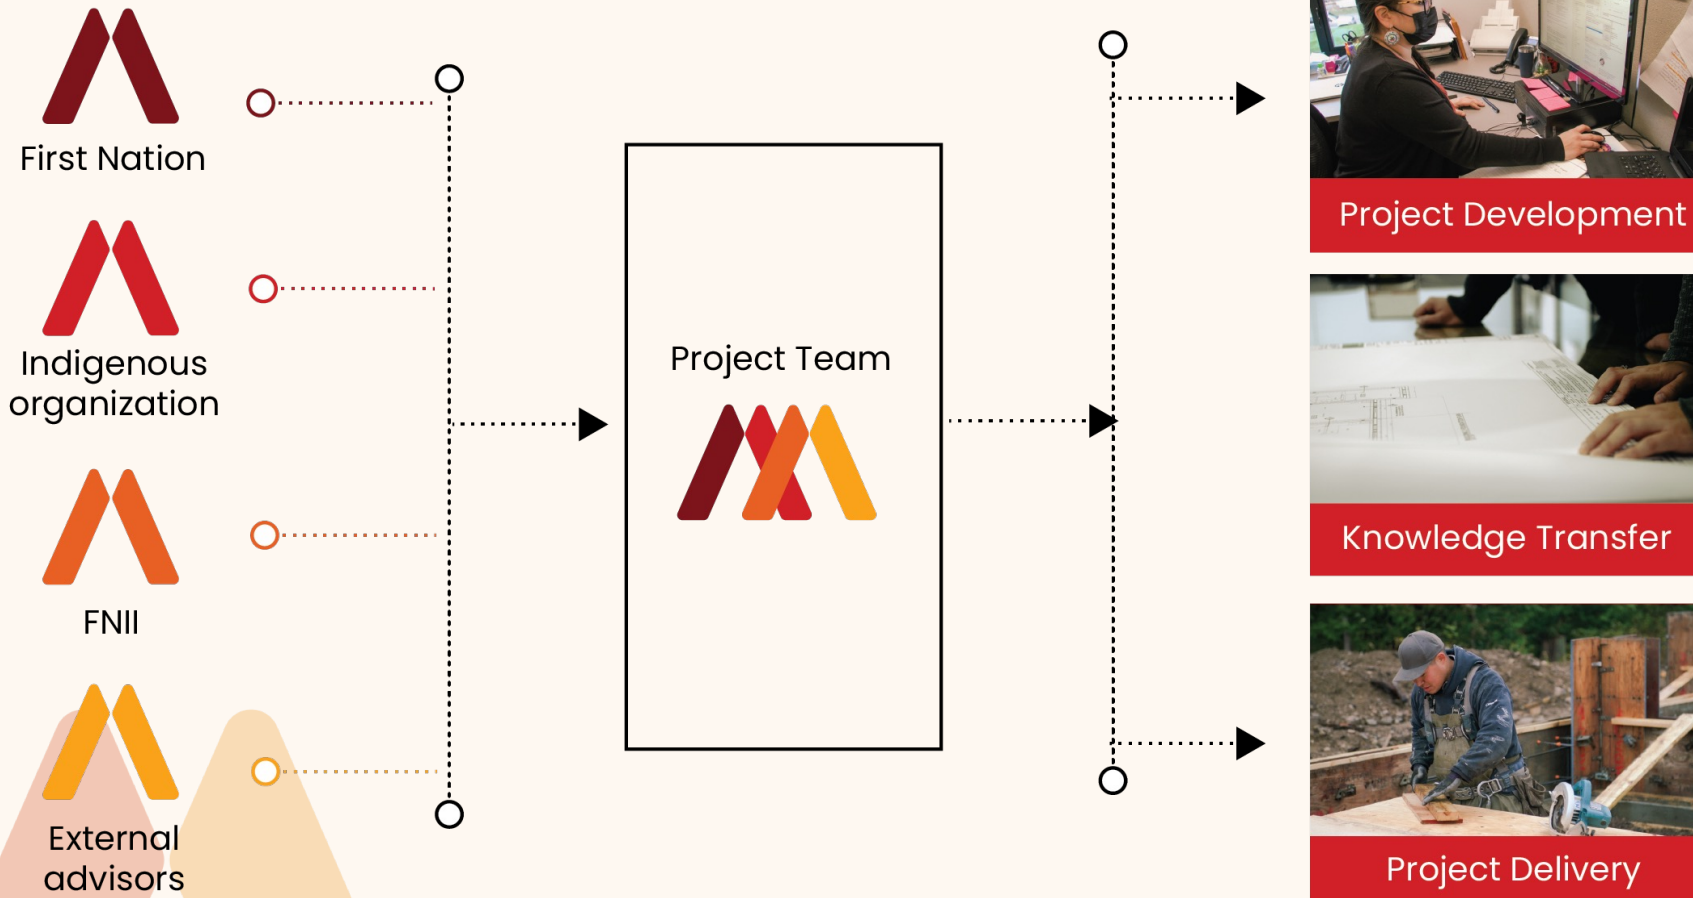 First Nation
Indigenous
organization
FNII
External
advisors
Project Team
Project Development
Knowledge Transfer
Project Delivery